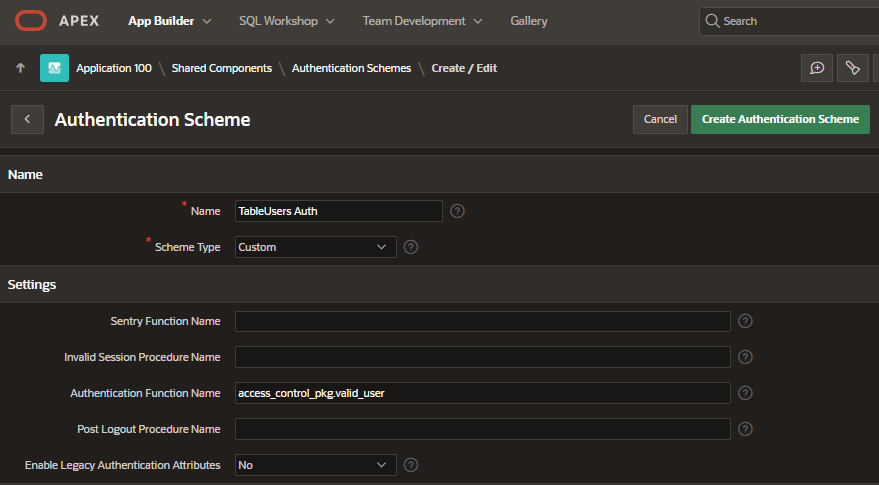 APEX App Builder SQL Workshop Team Development Gallery Search
Application 100 \ Shared Components \ Authentication Schemes \ Create / Edit
Authentication Scheme Cancel Create Authentication Scheme
Name
* Name TableUsers Auth ?
* Scheme Type Custom ?
Settings
Sentry Function Name ?
Invalid Session Procedure Name ?
Authentication Function Name access_control_pkg.valid_user ?
Post Logout Procedure Name ?
Enable Legacy Authentication Attributes No ?